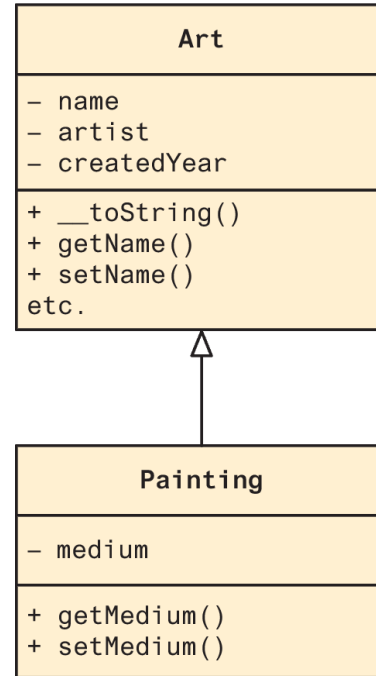 Art
– name
– artist
– createdYear
+ __toString()
+ getName()
+ setName()
etc.
Painting
– medium
+ getMedium()
+ setMedium()